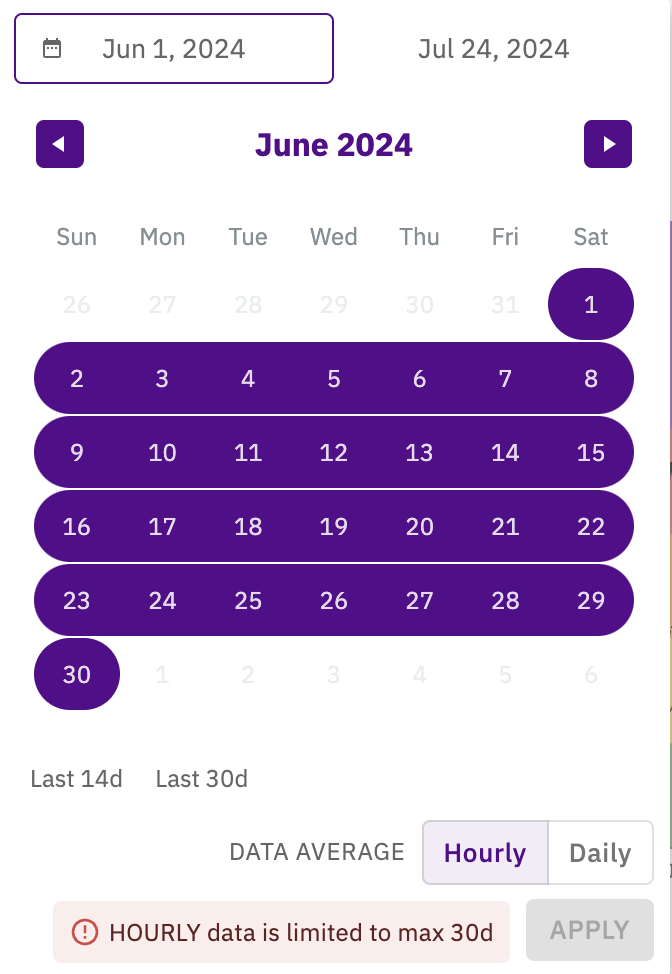 Jun 1, 2024 Jul 24, 2024
June 2024
Sun Mon Tue Wed Thu Fri Sat
26 27 28 29 30 31 1
2 3 4 5 6 7 8
9 10 11 12 13 14 15
16 17 18 19 20 21 22
23 24 25 26 27 28 29
30 1 2 3 4 5 6
Last 14d Last 30d
DATA AVERAGE Hourly Daily
HOURLY data is limited to max 30d APPLY